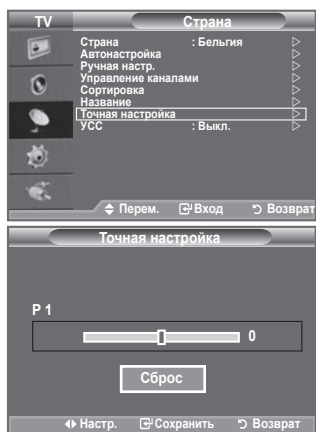 TV Страна
Страна : Бельгия
Автонастройка
Ручная настр.
Управление каналами
Сортировка
Название
Точная настройка
УСС : Выкл.
Перем. Вход Возврат
Точная настройка
P 1
0
Сброс
Настр. Сохранить Возврат